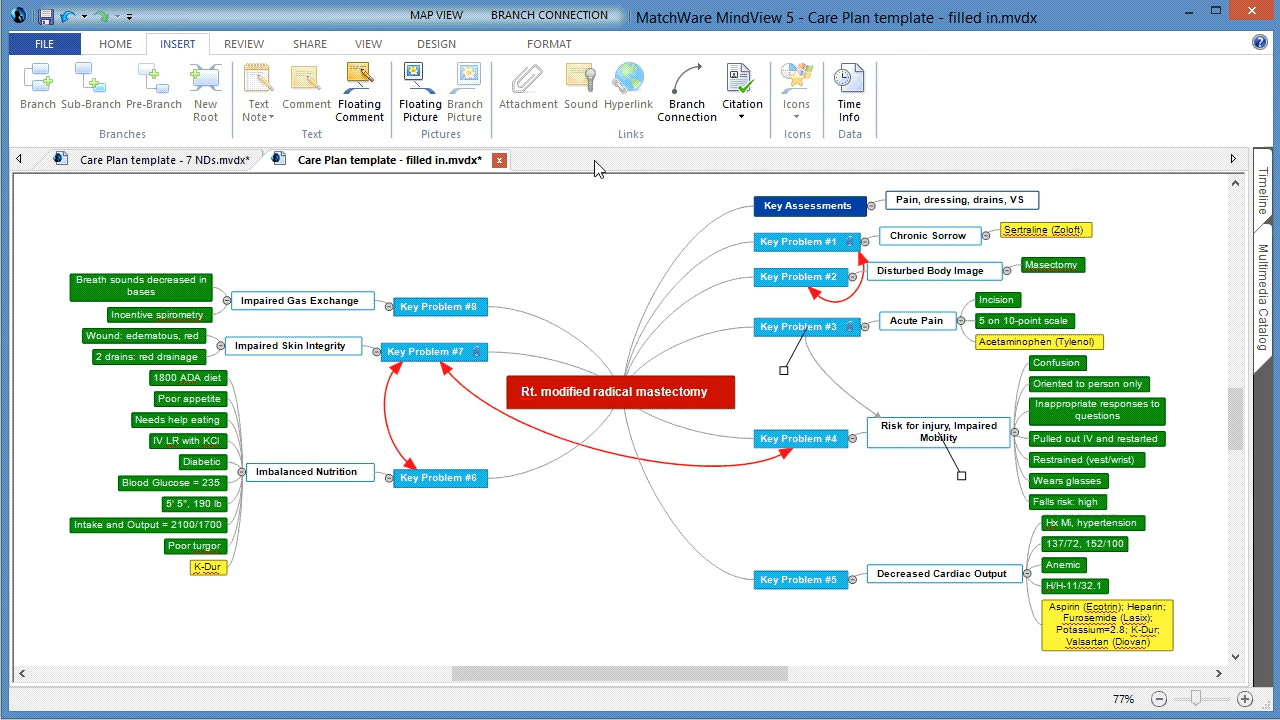 MAP VIEW BRANCH CONNECTION MatchWare MindView 5 - Care Plan template - filled in.mvdx
FILE HOME INSERT REVIEW SHARE VIEW DESIGN FORMAT
Branch Sub-Branch Pre-Branch New Root
Text Note Comment Floating Comment
Floating Picture Branch Picture
Attachment Sound Hyperlink Branch Connection Citation
Icons
Time Info
Branches Text Pictures Links Icons Data
Care Plan template - 7 NDs.mvdx* Care Plan template - filled in.mvdx* x
Timeline
Multimedia Catalog
Rt. modified radical mastectomy
Key Assessments
Pain, dressing, drains, VS
Key Problem #1
Chronic Sorrow
Sertraline (Zoloft)
Key Problem #2
Disturbed Body Image
Masectomy
Key Problem #3
Acute Pain
Incision
5 on 10-point scale
Acetaminophen (Tylenol)
Key Problem #4
Risk for injury, Impaired
Mobility
Confusion
Oriented to person only
Inappropriate responses to
questions
Pulled out IV and restarted
Restrained (vest/wrist)
Wears glasses
Falls risk: high
Key Problem #5
Decreased Cardiac Output
Hx Mi, hypertension
137/72, 152/100
Anemic
H/H-11/32.1
Aspirin (Ecotrin); Heparin;
Furosemide (Lasix);
Potassium=2.8; K-Dur;
Valsartan (Diovan)
Key Problem #8
Impaired Gas Exchange
Breath sounds decreased in
bases
Incentive spirometry
Key Problem #7
Impaired Skin Integrity
Wound: edematous, red
2 drains: red drainage
Key Problem #6
Imbalanced Nutrition
1800 ADA diet
Poor appetite
Needs help eating
IV LR with KCl
Diabetic
Blood Glucose = 235
5' 5", 190 lb
Intake and Output = 2100/1700
Poor turgor
K-Dur
77%